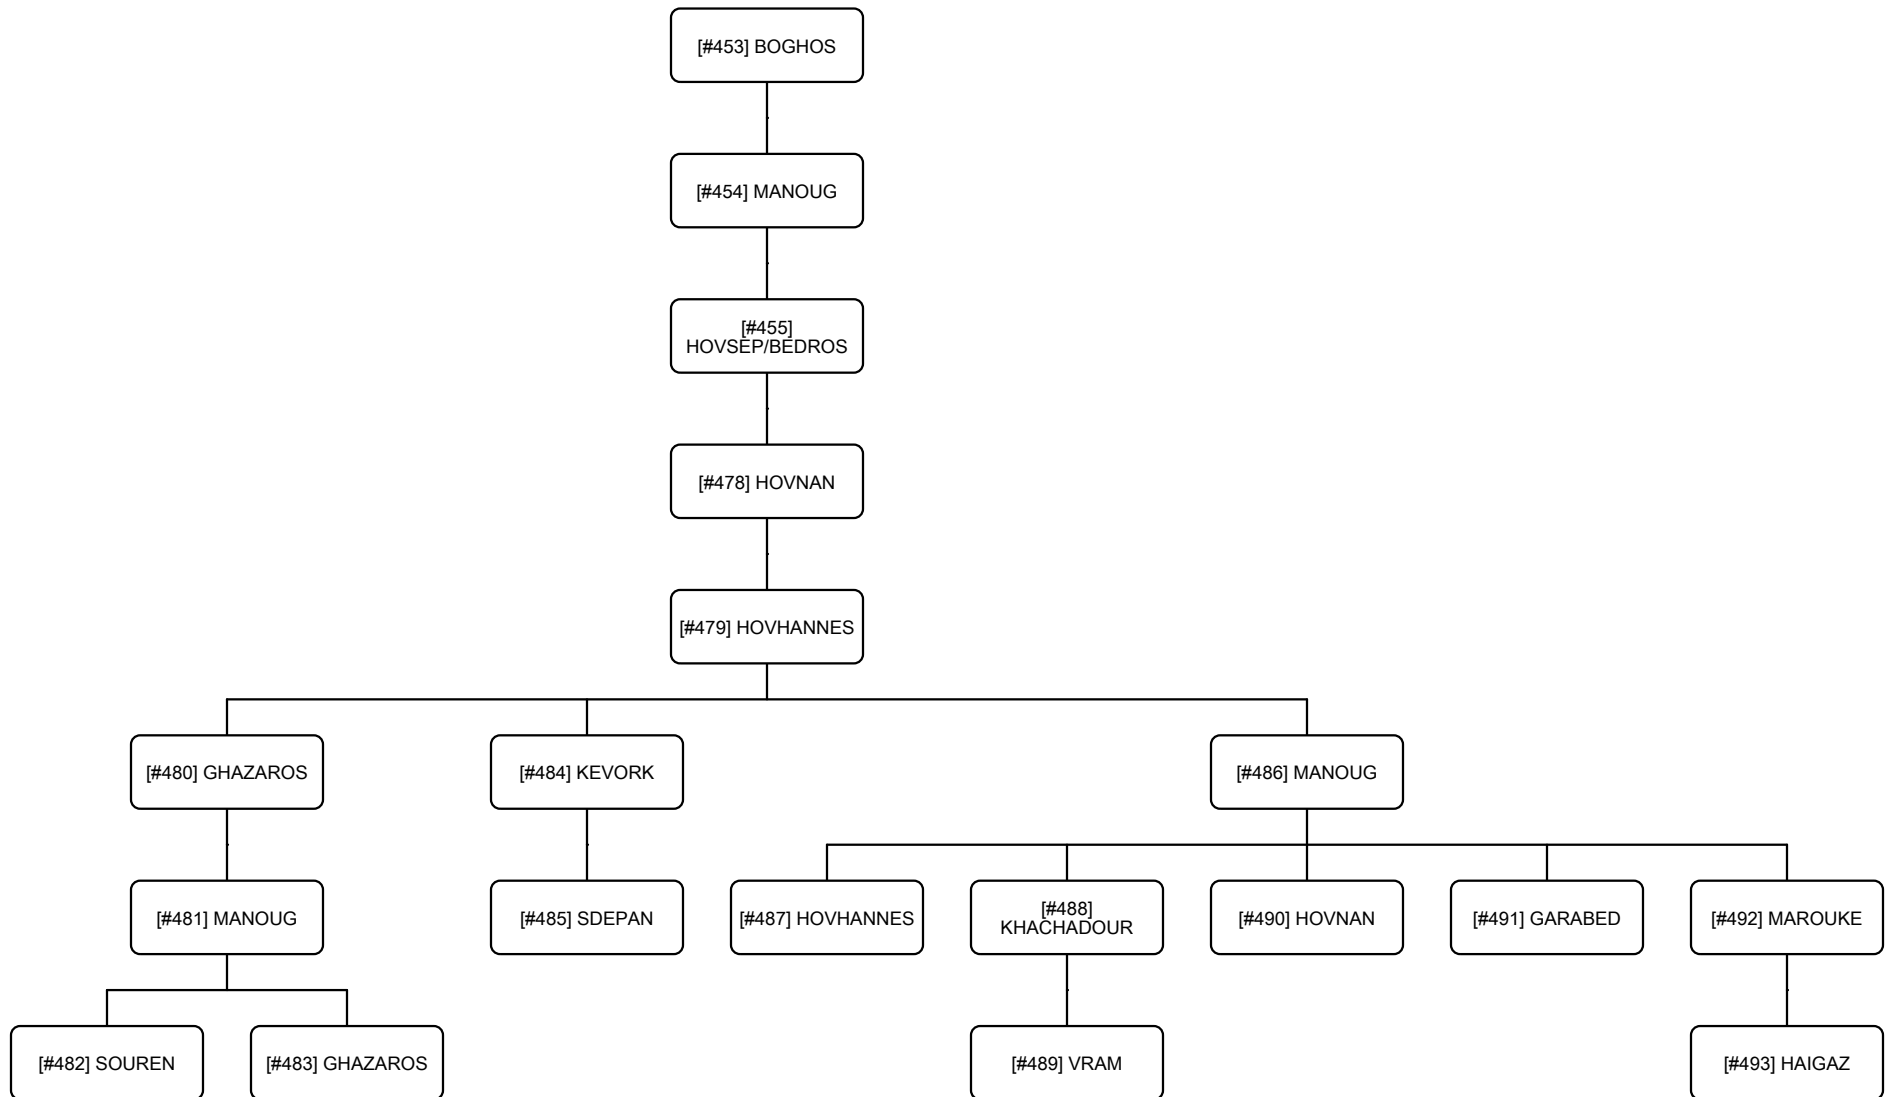 [#453] BOGHOS
[#454] MANOUG
[#455]
HOVSEP/BEDROS
[#478] HOVNAN
[#479] HOVHANNES
[#480] GHAZAROS
[#484] KEVORK
[#486] MANOUG
[#481] MANOUG
[#485] SDEPAN
[#487] HOVHANNES
[#488]
KHACHADOUR
[#490] HOVNAN
[#491] GARABED
[#492] MAROUKE
[#482] SOUREN
[#483] GHAZAROS
[#489] VRAM
[#493] HAIGAZ